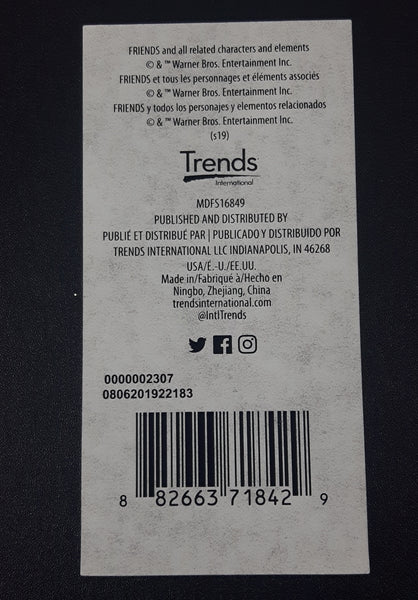 FRIENDS and all related characters and elements
© & ™ Warner Bros. Entertainment Inc.
FRIENDS et tous les personnages et éléments associés
© & ™ Warner Bros. Entertainment Inc.
FRIENDS y todos los personajes y elementos relacionados
© & ™ Warner Bros. Entertainment Inc.
(s19)
Trends
International
MDFS16849
PUBLISHED AND DISTRIBUTED BY
PUBLIÉ ET DISTRIBUÉ PAR | PUBLICADO Y DISTRIBUIDO POR
TRENDS INTERNATIONAL LLC INDIANAPOLIS, IN 46268
USA/É.-U./EE.UU.
Made in/Fabriqué à/Hecho en
Ningbo, Zhejiang, China
trendsinternational.com
@IntlTrends
0000002307
0806201922183
8 82663 71842 9